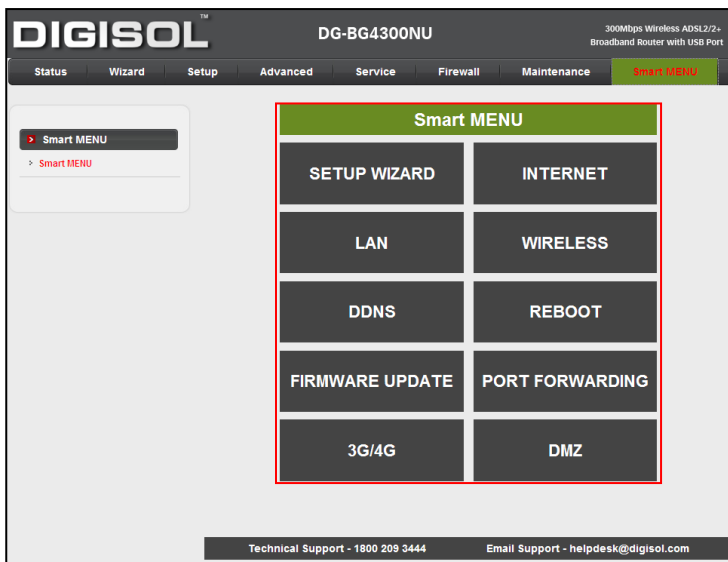 DIGISOL™
DG-BG4300NU
300Mbps Wireless ADSL2/2+
Broadband Router with USB Port
Status Wizard Setup Advanced Service Firewall Maintenance Smart MENU
Smart MENU
Smart MENU
Smart MENU
SETUP WIZARD INTERNET
LAN WIRELESS
DDNS REBOOT
FIRMWARE UPDATE PORT FORWARDING
3G/4G DMZ
Technical Support - 1800 209 3444 Email Support - helpdesk@digisol.com